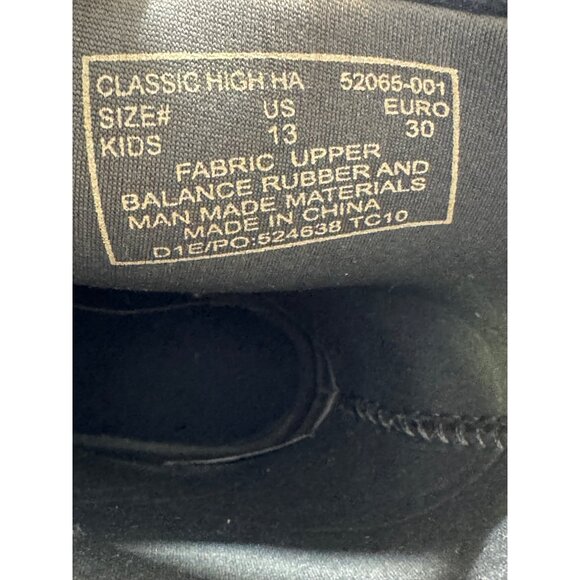 CLASSIC HIGH HA 52065-001
SIZE# US EURO
KIDS 13 30
FABRIC UPPER
BALANCE RUBBER AND
MAN MADE MATERIALS
MADE IN CHINA
D1E/PO:524638 TC10